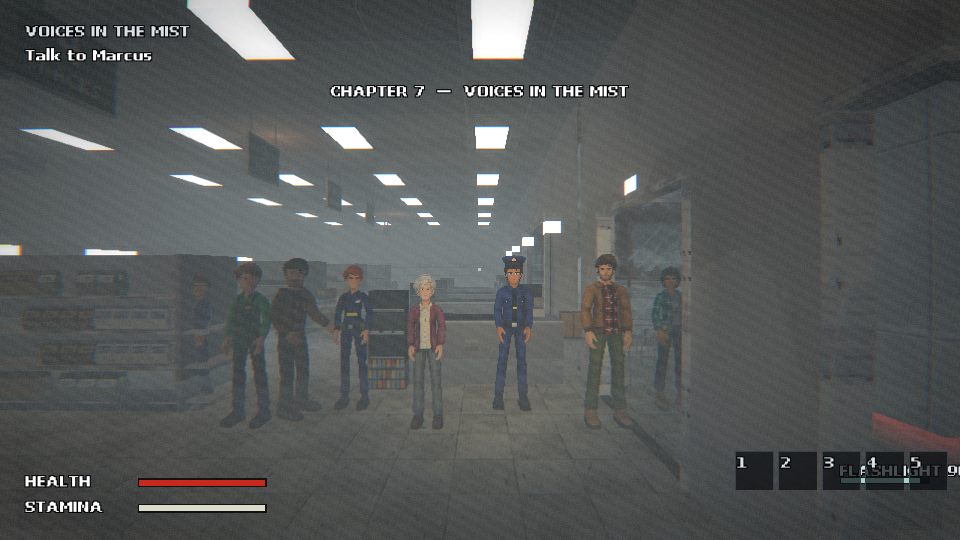 VOICES IN THE MIST
Talk to Marcus
CHAPTER 7 — VOICES IN THE MIST
HEALTH
STAMINA
1 2 3 4 5
FLASHLIGHT